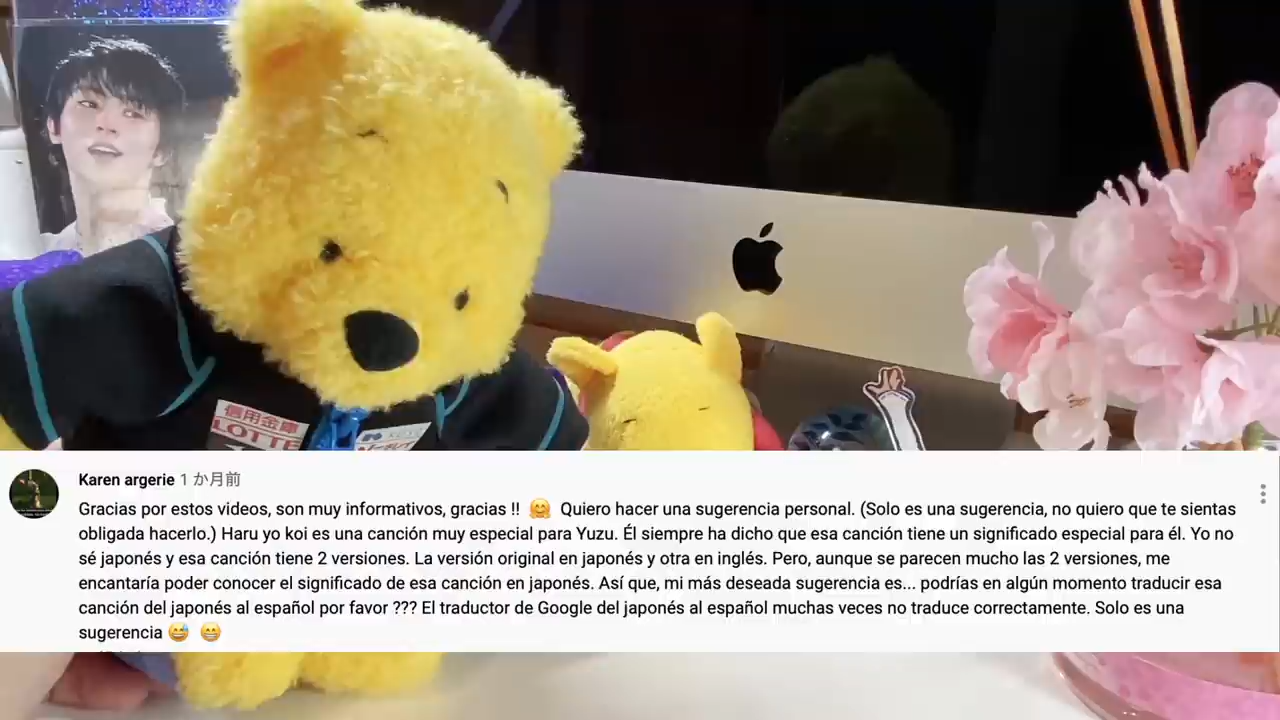 信用金庫
LOTTE
Karen argerie 1 か月前
Gracias por estos videos, son muy informativos, gracias !! 🤗 Quiero hacer una sugerencia personal. (Solo es una sugerencia, no quiero que te sientas
obligada hacerlo.) Haru yo koi es una canción muy especial para Yuzu. Él siempre ha dicho que esa canción tiene un significado especial para él. Yo no
sé japonés y esa canción tiene 2 versiones. La versión original en japonés y otra en inglés. Pero, aunque se parecen mucho las 2 versiones, me
encantaría poder conocer el significado de esa canción en japonés. Así que, mi más deseada sugerencia es... podrías en algún momento traducir esa
canción del japonés al español por favor ??? El traductor de Google del japonés al español muchas veces no traduce correctamente. Solo es una
sugerencia 😅 😁